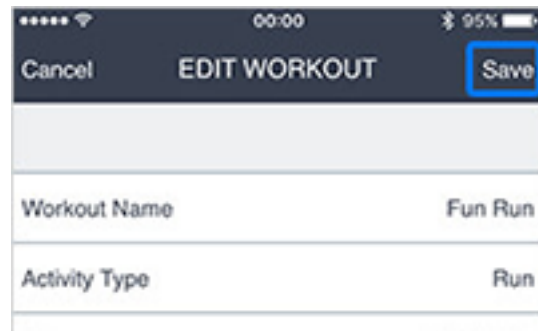 00:00 95%
Cancel EDIT WORKOUT Save
Workout Name Fun Run
Activity Type Run